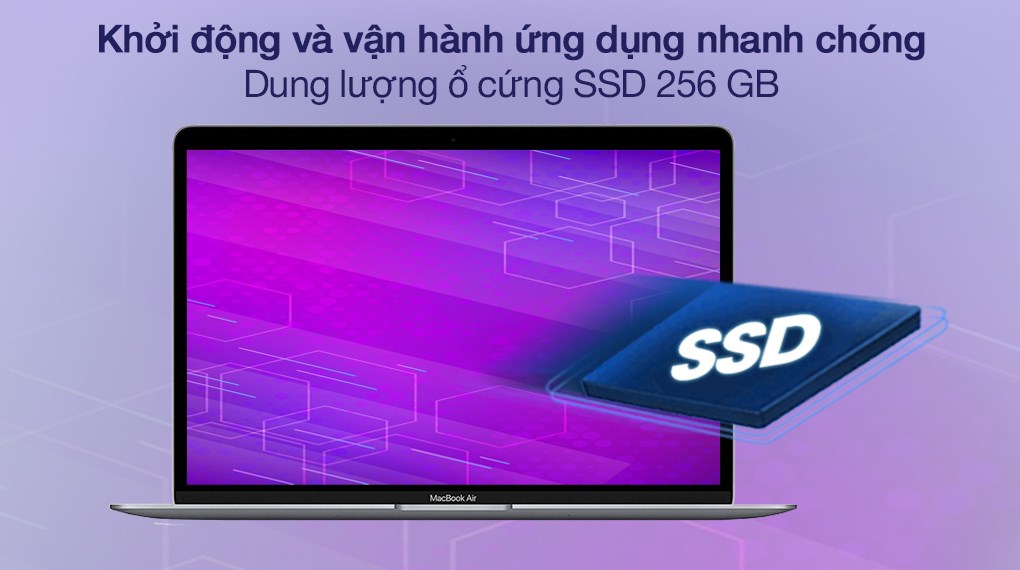 Khởi động và vận hành ứng dụng nhanh chóng
Dung lượng ổ cứng SSD 256 GB
SSD
MacBook Air